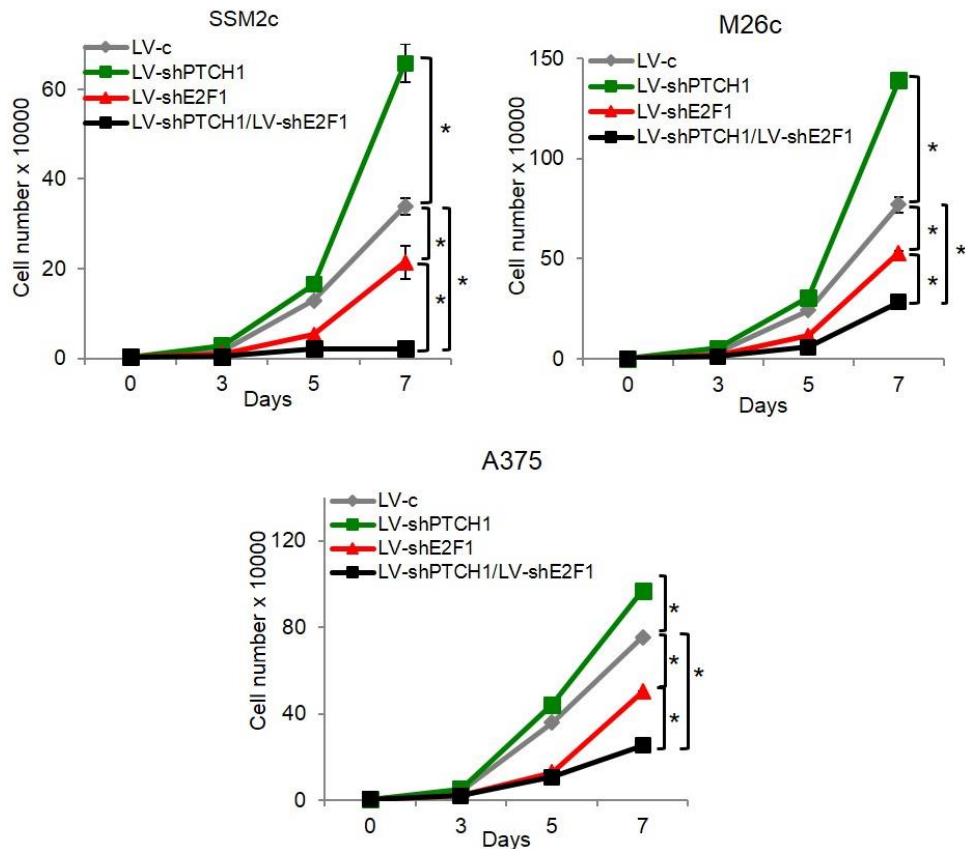 SSM2c
LV-c
LV-shPTCH1
LV-shE2F1
LV-shPTCH1/LV-shE2F1
Cell number x 10000
60
40
20
0
0 3 5 7
Days
*
*
*
*
M26c
LV-c
LV-shPTCH1
LV-shE2F1
LV-shPTCH1/LV-shE2F1
Cell number x 10000
150
100
50
0
0 3 5 7
Days
*
*
*
*
A375
LV-c
LV-shPTCH1
LV-shE2F1
LV-shPTCH1/LV-shE2F1
Cell number x 10000
120
80
40
0
0 3 5 7
Days
*
*
*
*